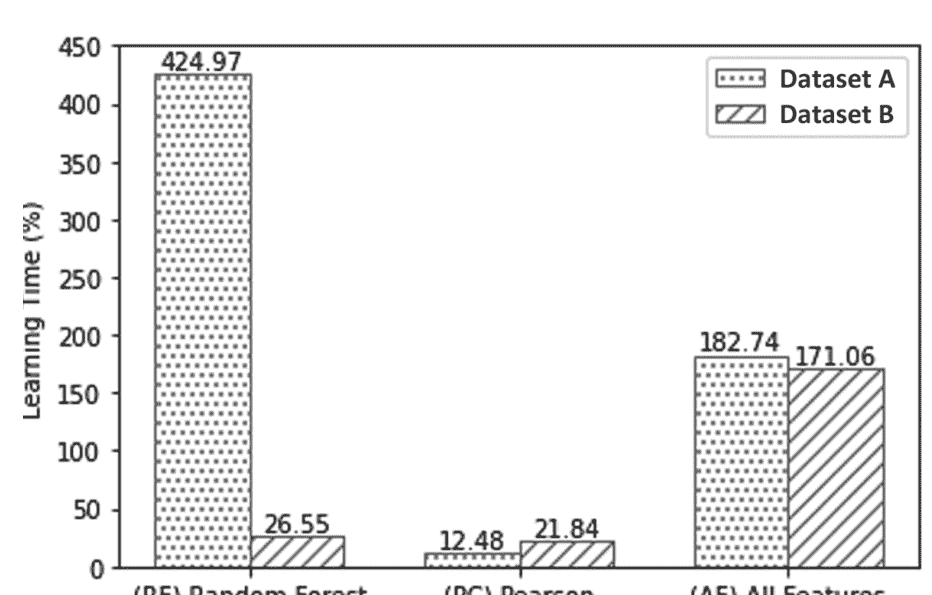 450
400
350
300
250
200
150
100
50
0
Learning Time (%)
424.97
26.55
12.48
21.84
182.74
171.06
Dataset A
Dataset B
(RF) Random Forest
(PC) Pearson
(AF) All Features